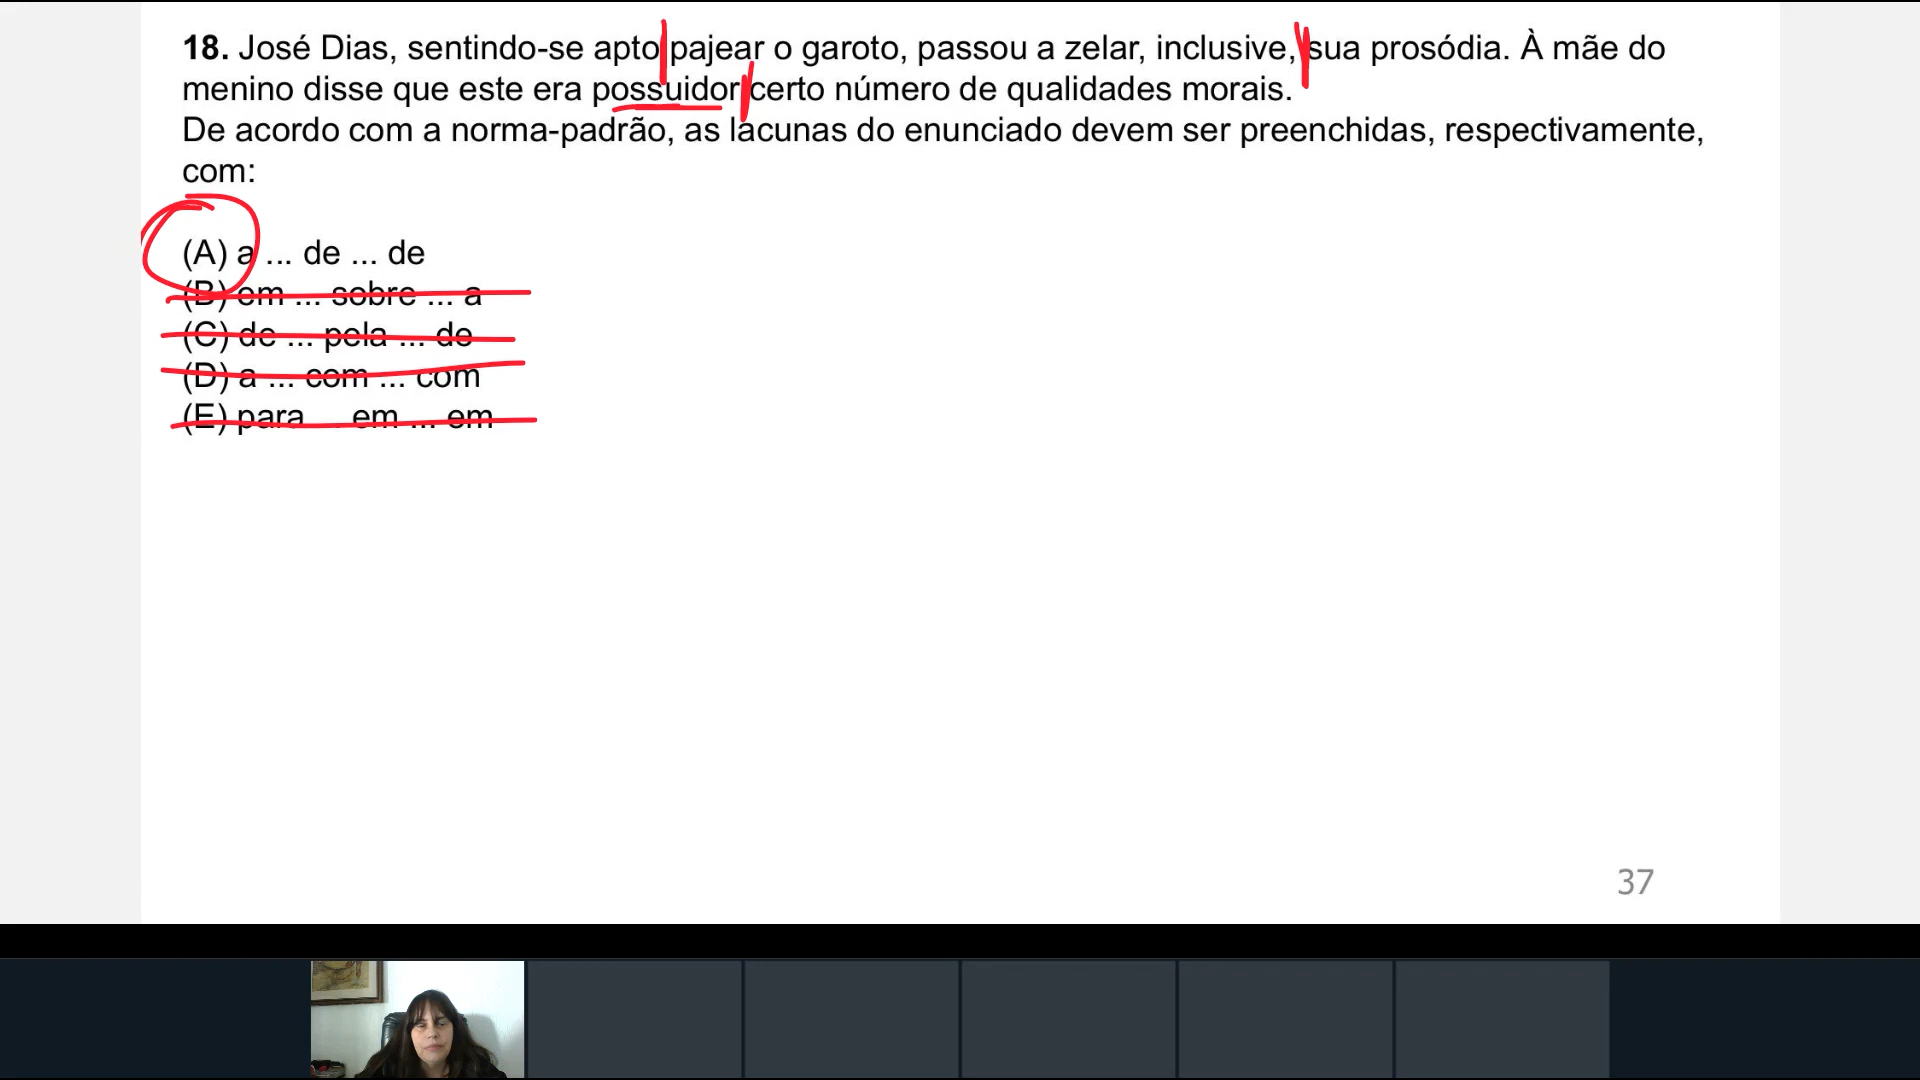 18. José Dias, sentindo-se apto pajear o garoto, passou a zelar, inclusive, sua prosódia. À mãe do
menino disse que este era possuidor certo número de qualidades morais.
De acordo com a norma-padrão, as lacunas do enunciado devem ser preenchidas, respectivamente,
com:
(A) a ... de ... de
(B) em ... sobre ... a
(C) de ... pela ... de
(D) a ... com ... com
(E) para ... em ... em
37